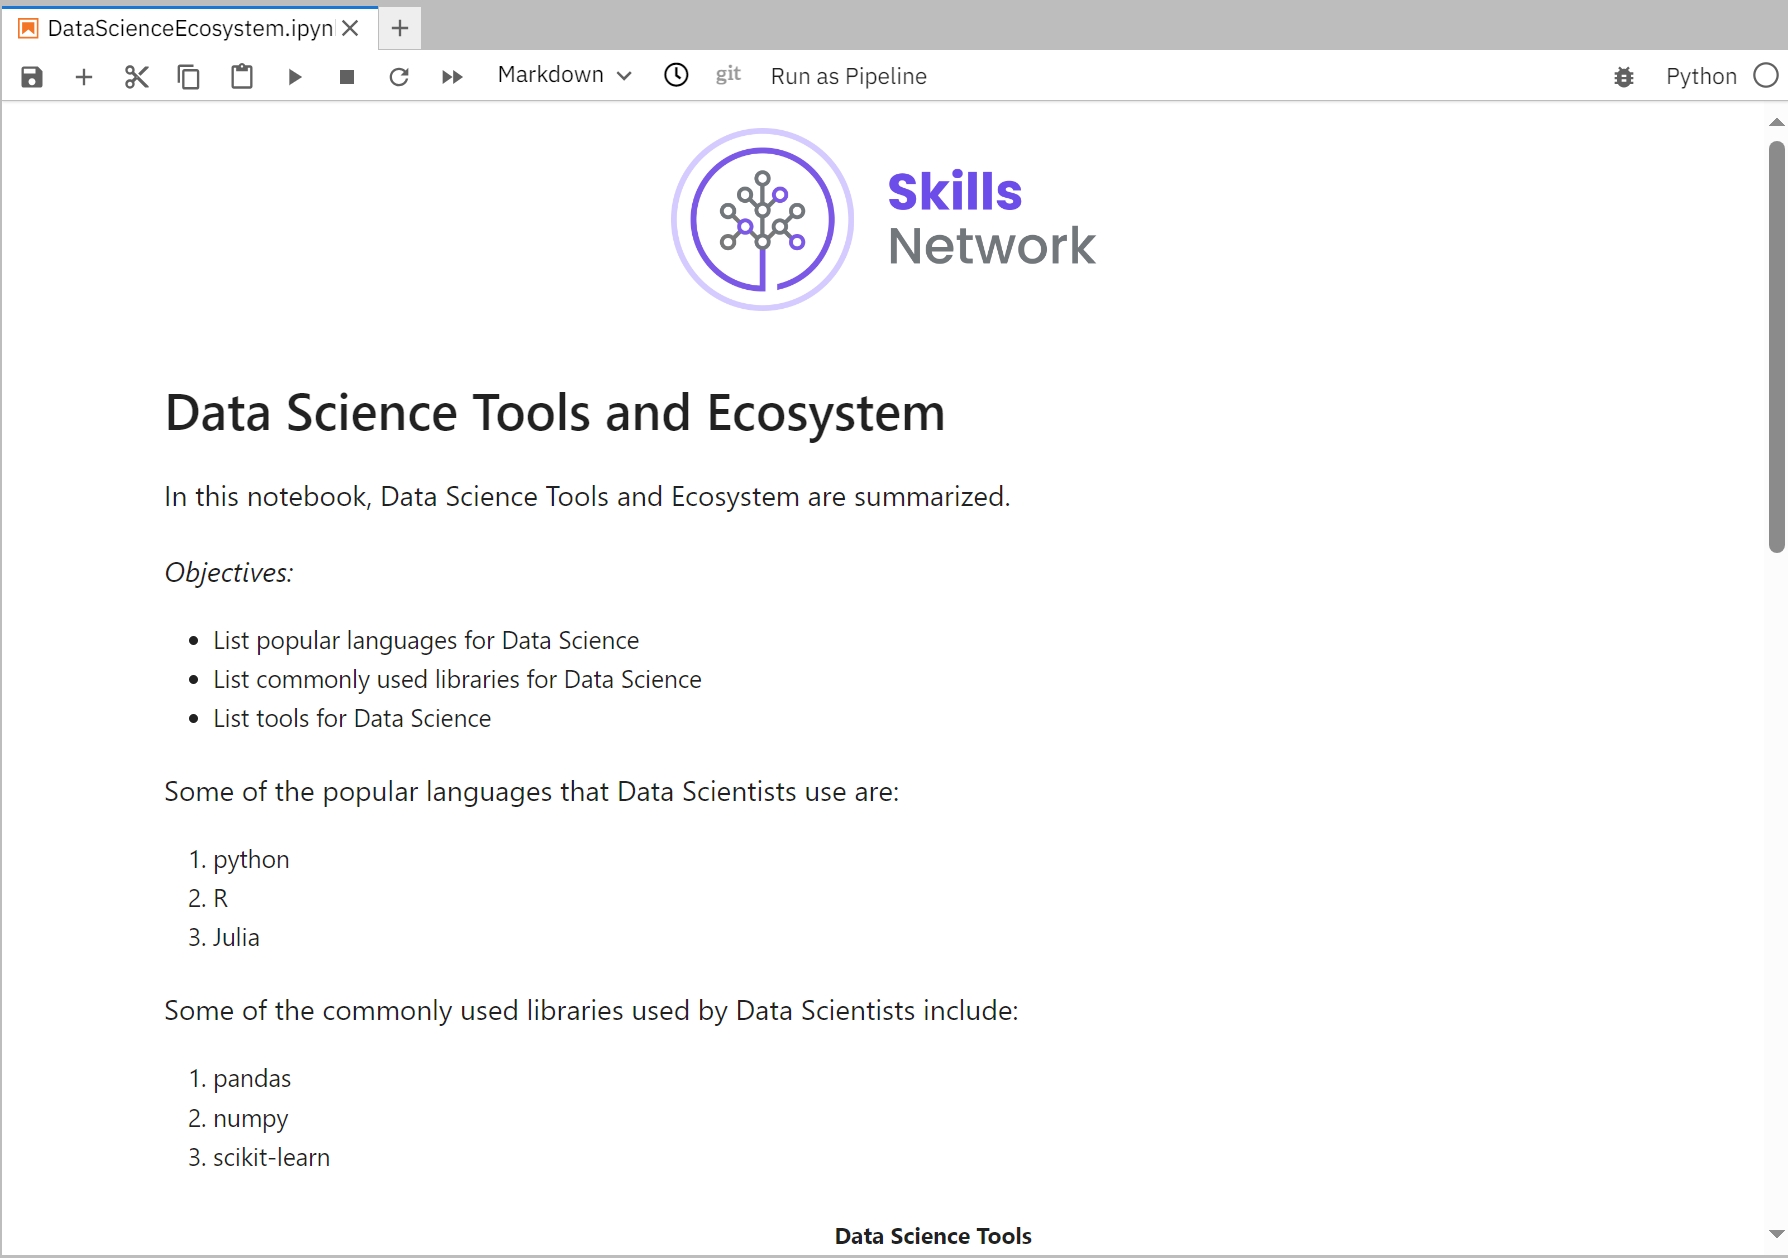 DataScienceEcosystem.ipyn
Markdown
git
Run as Pipeline
Python
Skills
Network
Data Science Tools and Ecosystem
In this notebook, Data Science Tools and Ecosystem are summarized.
Objectives:
• List popular languages for Data Science
• List commonly used libraries for Data Science
• List tools for Data Science
Some of the popular languages that Data Scientists use are:
1. python
2. R
3. Julia
Some of the commonly used libraries used by Data Scientists include:
1. pandas
2. numpy
3. scikit-learn
Data Science Tools